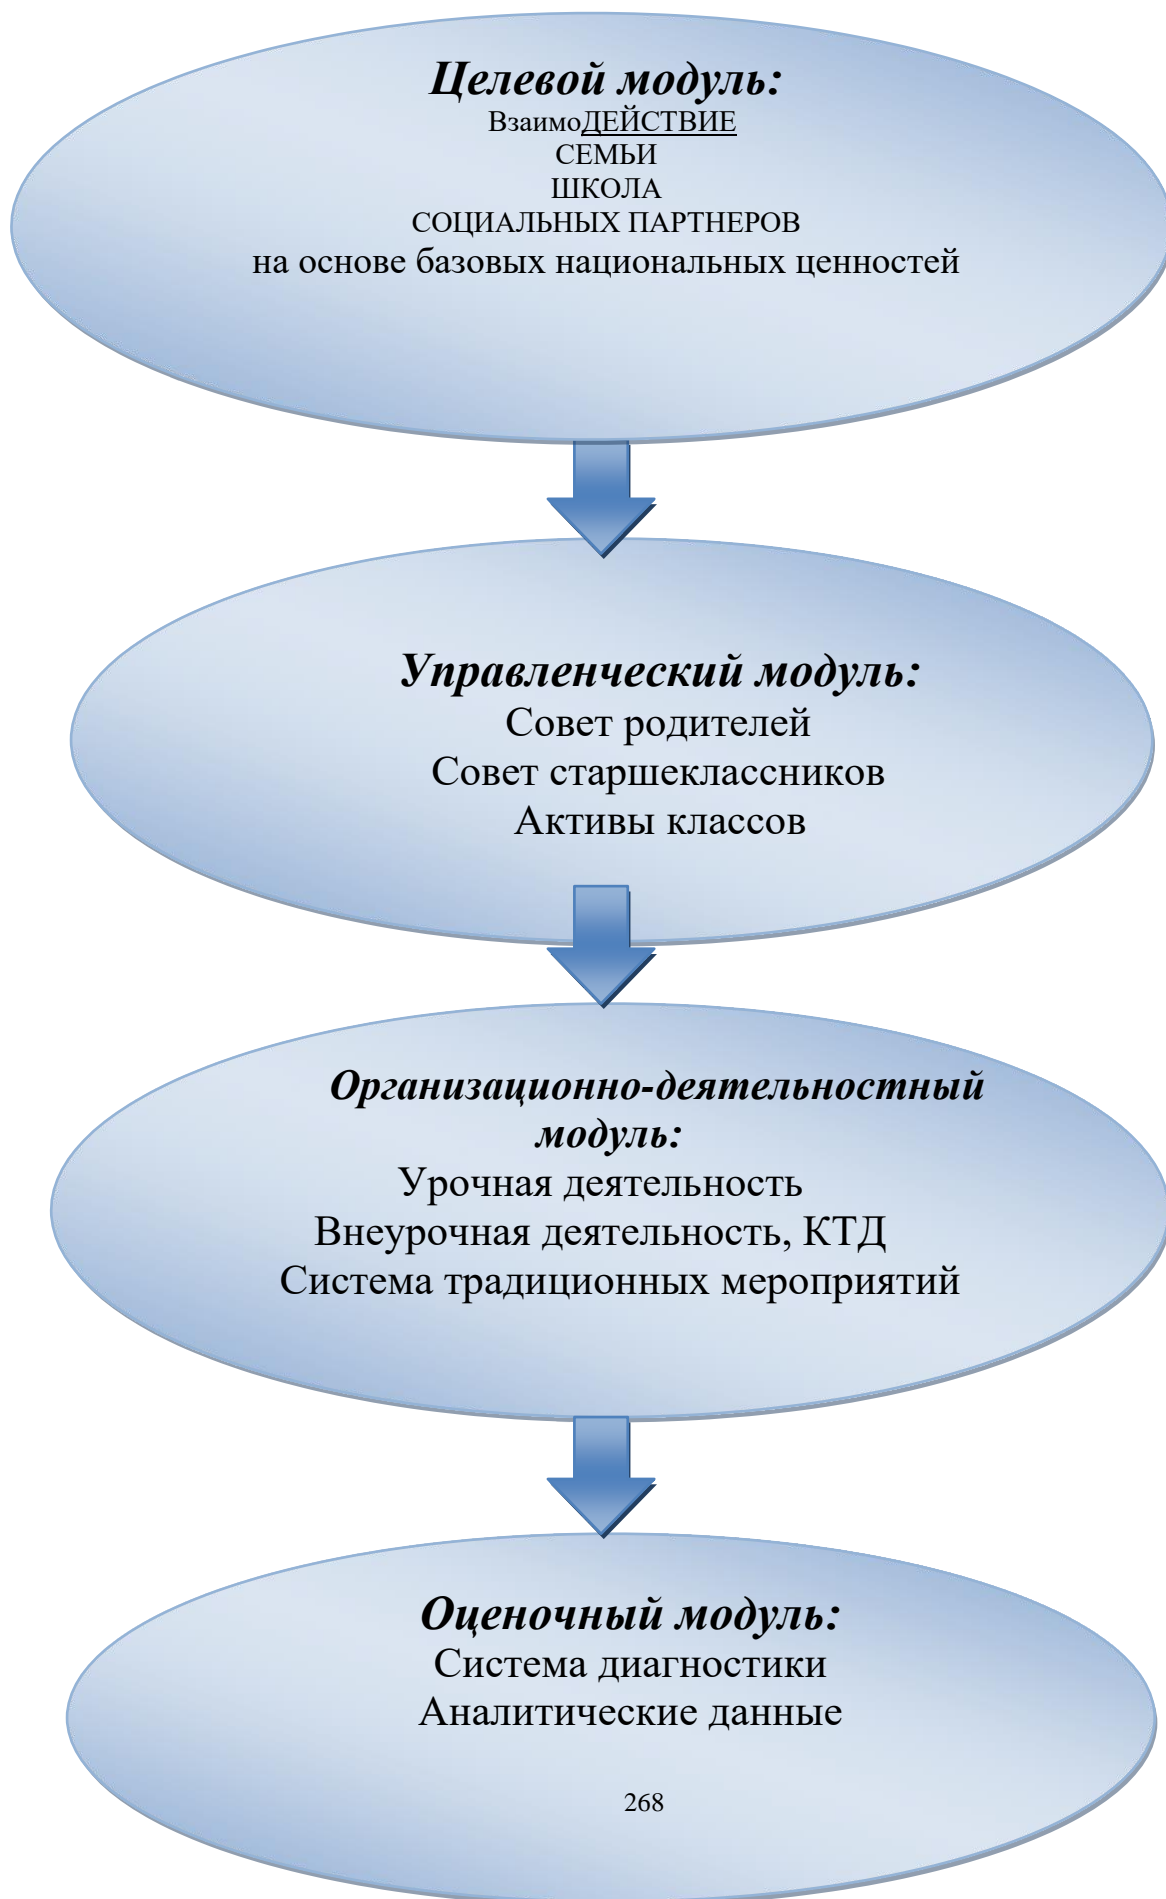 Целевой модуль:
ВзаимоДЕЙСТВИЕ
СЕМЬИ
ШКОЛА
СОЦИАЛЬНЫХ ПАРТНЕРОВ
на основе базовых национальных ценностей
Управленческий модуль:
Совет родителей
Совет старшеклассников
Активы классов
Организационно-деятельностный
модуль:
Урочная деятельность
Внеурочная деятельность, КТД
Система традиционных мероприятий
Оценочный модуль:
Система диагностики
Аналитические данные
268